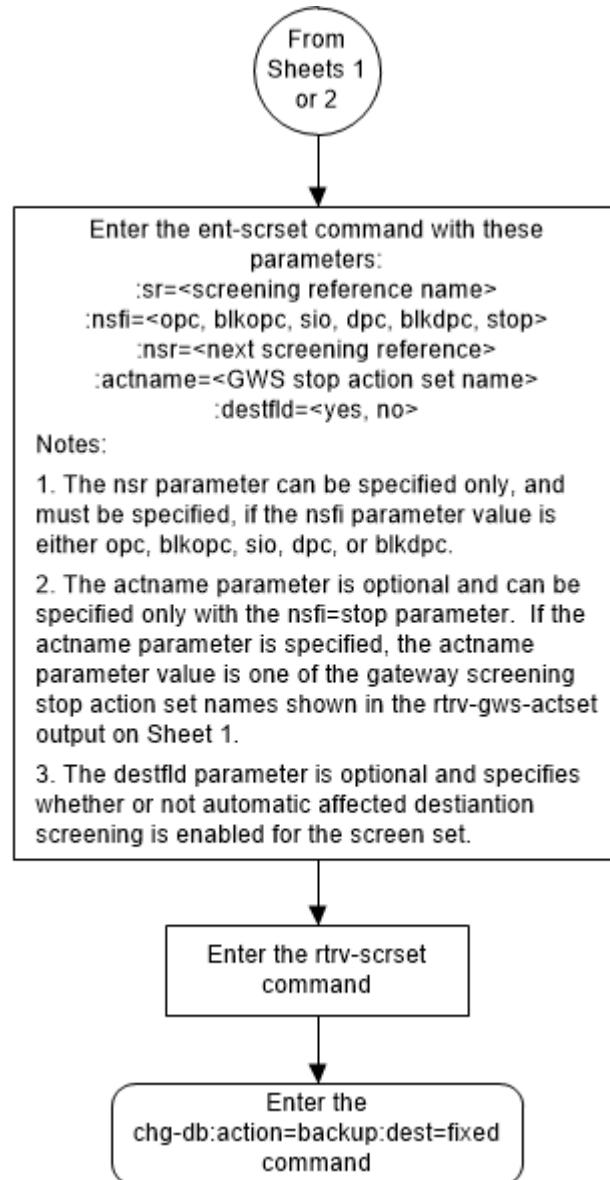 From
Sheets 1
or 2
Enter the ent-scrset command with these
parameters:
:sr=<screening reference name>
:nsfi=<opc, blkopc, sio, dpc, blkdpc, stop>
:nsr=<next screening reference>
:actname=<GWS stop action set name>
:destfld=<yes, no>
Notes:
1. The nsr parameter can be specified only, and
must be specified, if the nsfi parameter value is
either opc, blkopc, sio, dpc, or blkdpc.
2. The actname parameter is optional and can be
specified only with the nsfi=stop parameter.  If the
actname parameter is specified, the actname
parameter value is one of the gateway screening
stop action set names shown in the rtrv-gws-actset
output on Sheet 1.
3. The destfld parameter is optional and specifies
whether or not automatic affected destiantion
screening is enabled for the screen set.
Enter the rtrv-scrset
command
Enter the
chg-db:action=backup:dest=fixed
command